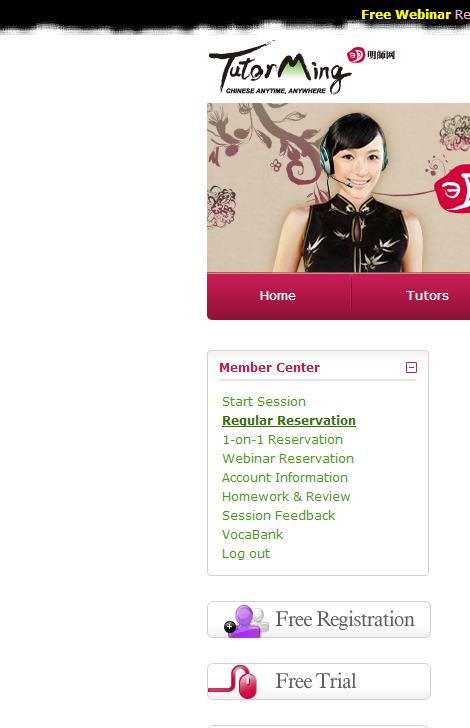 Free Webinar Re
TutorMing 明師网
CHINESE ANYTIME, ANYWHERE
Home Tutors
Member Center
Start Session
Regular Reservation
1-on-1 Reservation
Webinar Reservation
Account Information
Homework & Review
Session Feedback
VocaBank
Log out
Free Registration
Free Trial